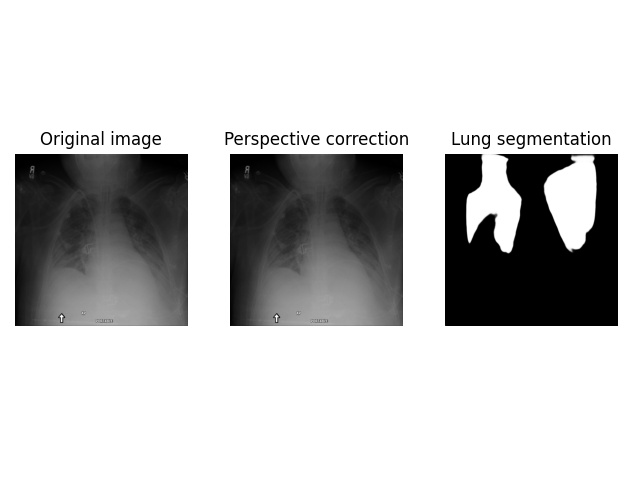 Original image
Perspective correction
Lung segmentation